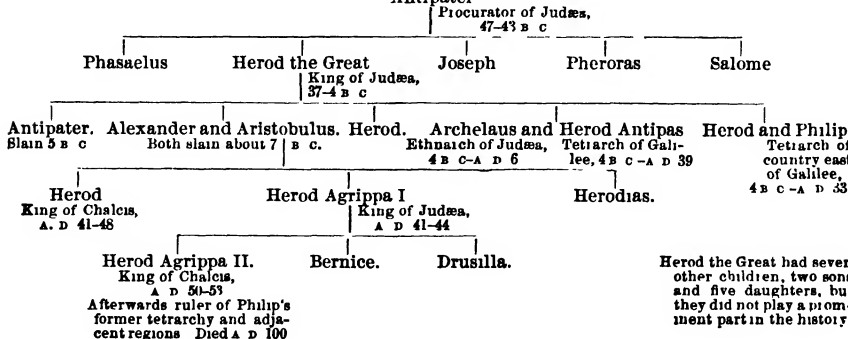 Antipater
Procurator of Judæa,
47–43 B C
Phasaelus Herod the Great Joseph Pheroras Salome
King of Judæa,
37–4 B C
Antipater. Alexander and Aristobulus. Herod. Archelaus and Herod Antipas Herod and Philip
Slain 5 B C Both slain about 7 B C. Ethnarch of Judæa, Tetrarch of Gali- Tetrarch of
4 B C–A D 6 lee, 4 B C–A D 39 country east
of Galilee,
4 B C–A D 33
Herod Herod Agrippa I Herodias.
King of Chalcis, King of Judæa,
A. D 41–48 A D 41–44
Herod Agrippa II. Bernice. Drusilla.
King of Chalcis,
A D 50–53
Afterwards ruler of Philip's
former tetrarchy and adja-
cent regions Died A D 100
Herod the Great had sever
other children, two sons
and five daughters, bu
they did not play a prom-
inent part in the history